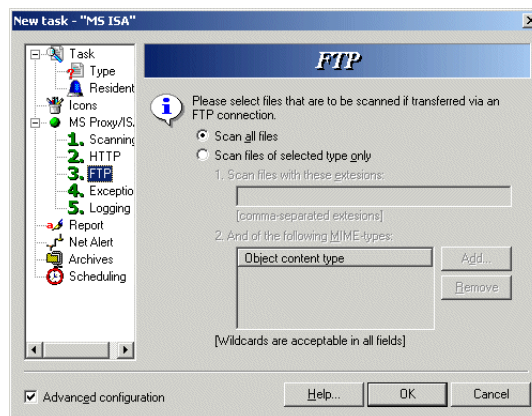 New task - "MS ISA"
Task
Type
Resident
Icons
MS Proxy/IS
1. Scanning
2. HTTP
3. FTP
4. Exceptio
5. Logging
Report
Net Alert
Archives
Scheduling
FTP
Please select files that are to be scanned if transferred via an
FTP connection.
Scan all files
Scan files of selected type only
1. Scan files with these extesions:
[comma-separated extesions]
2. And of the following MIME-types:
Object content type
Add...
Remove
[Wildcards are acceptable in all fields]
Advanced configuration
Help...
OK
Cancel